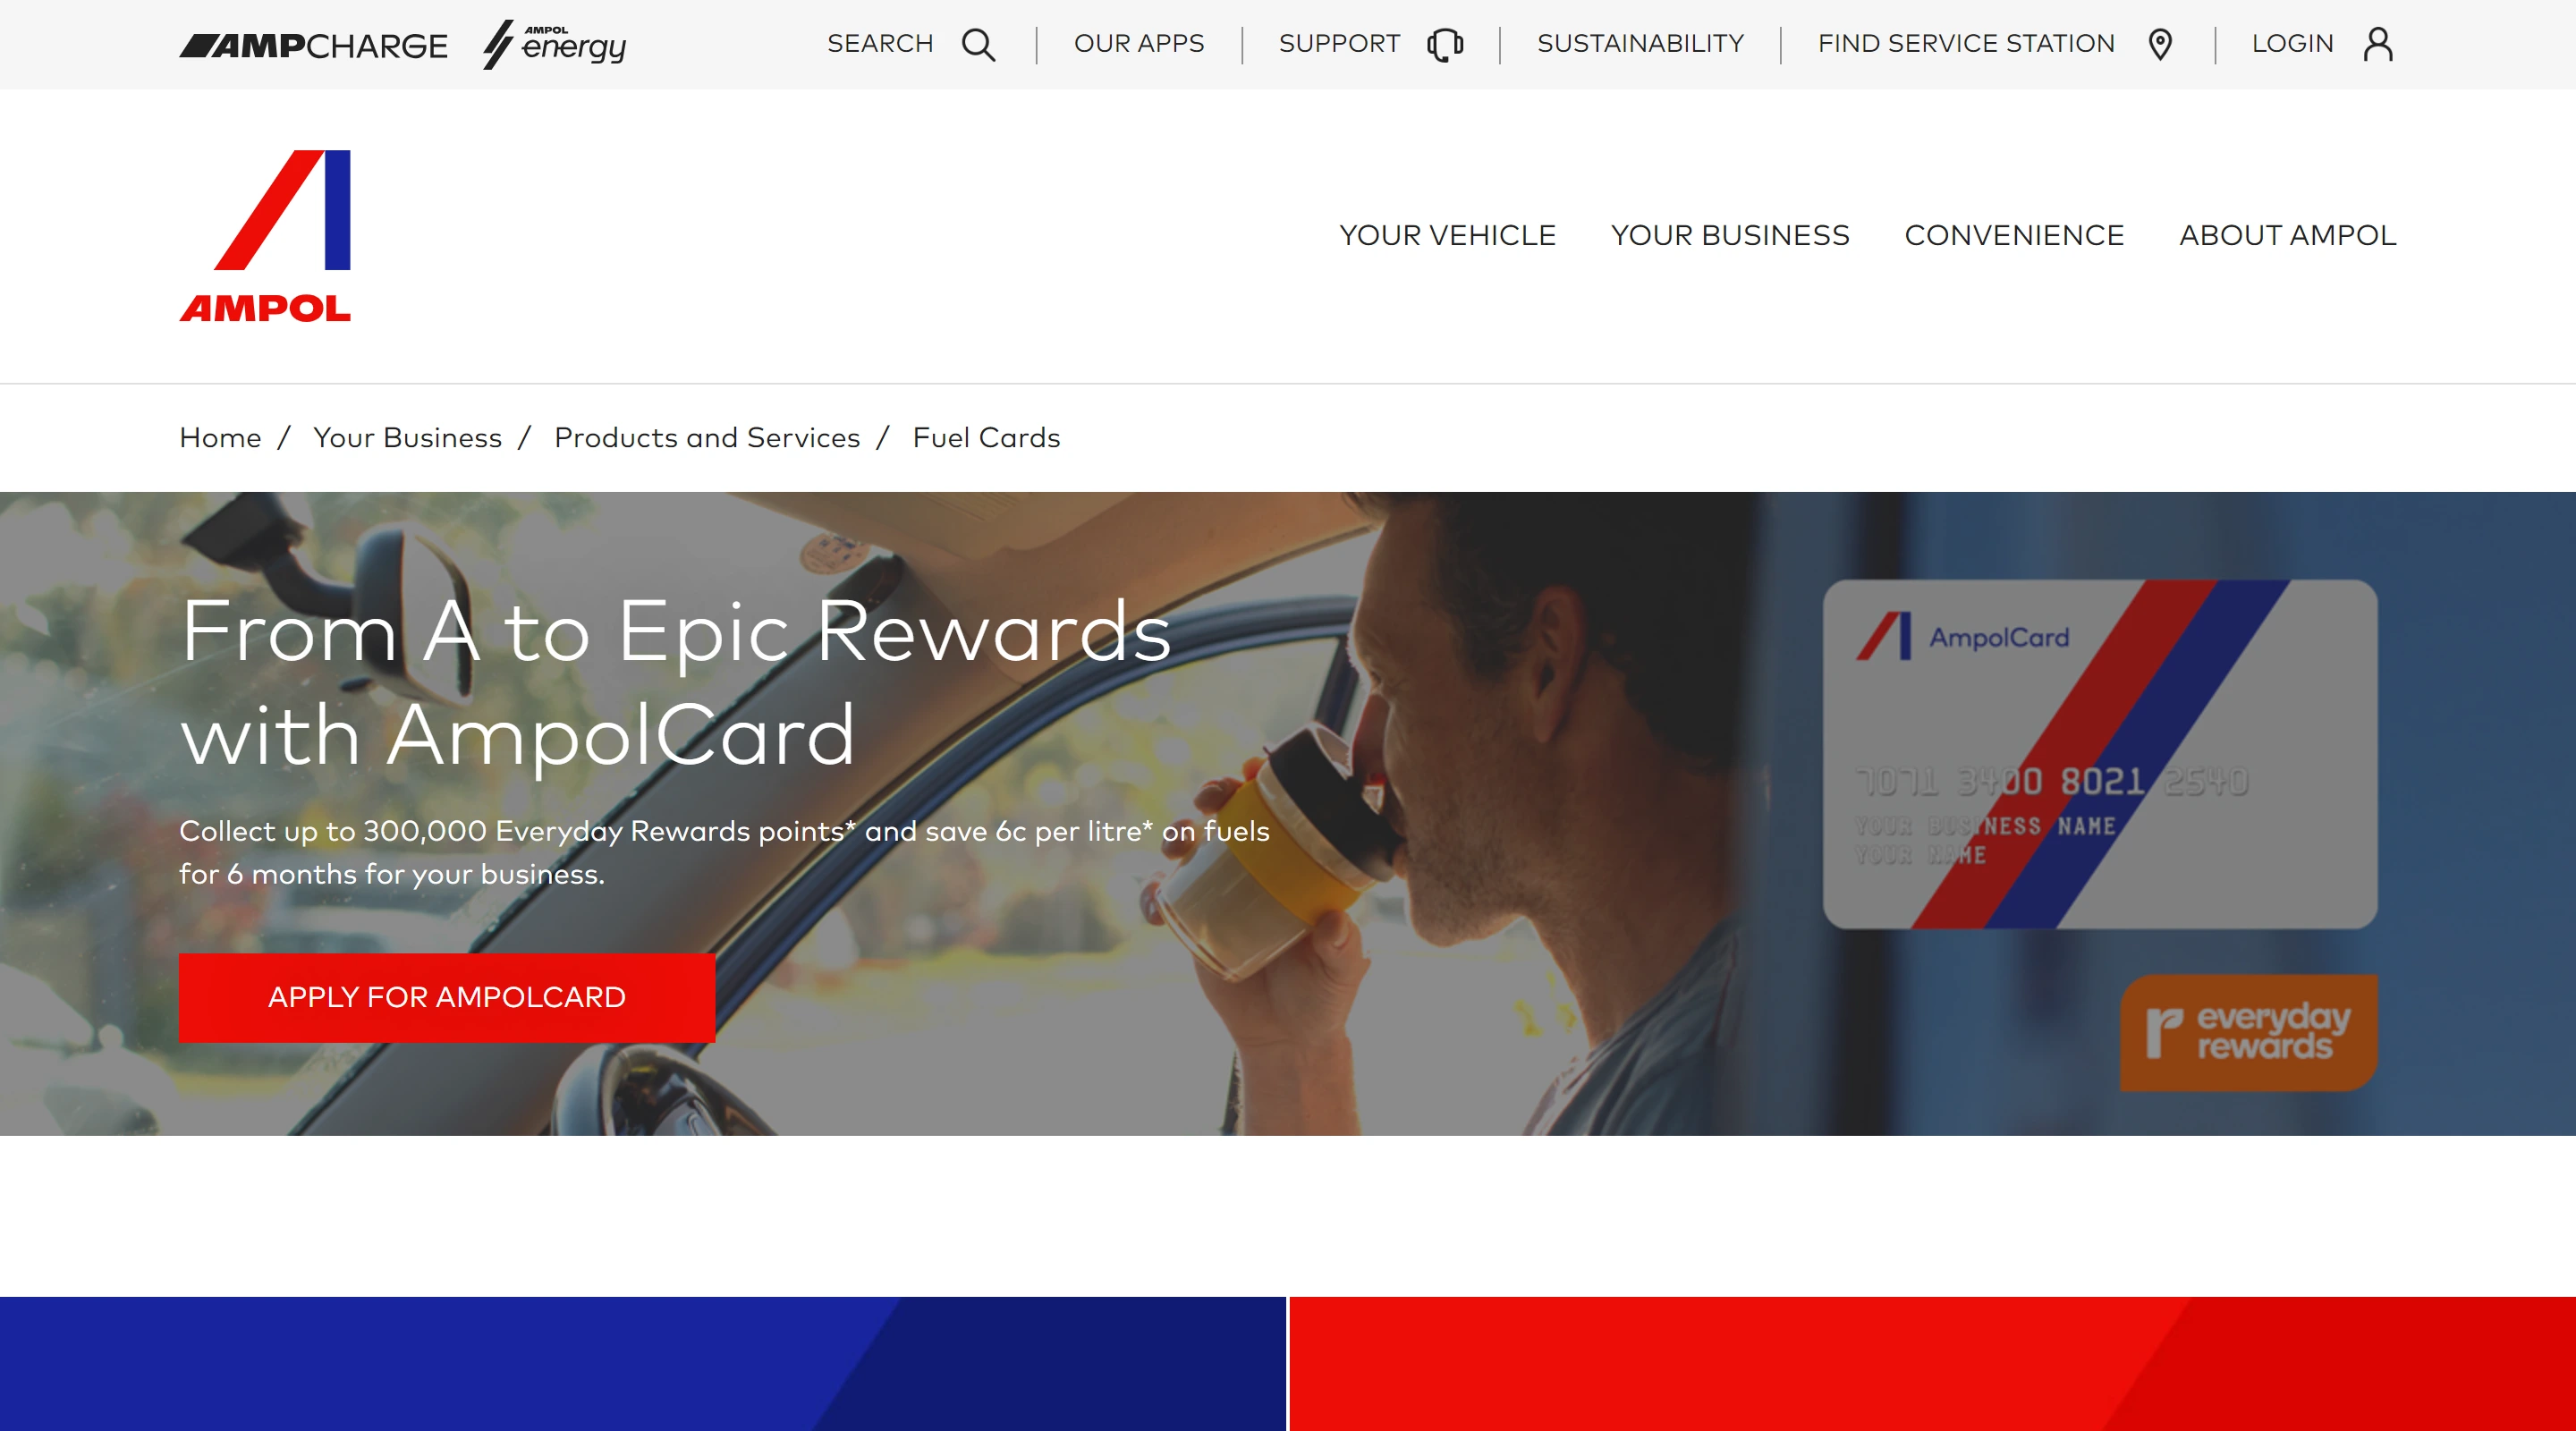 AMPCHARGE
AMPOL
energy
SEARCH
OUR APPS
SUPPORT
SUSTAINABILITY
FIND SERVICE STATION
LOGIN
AMPOL
YOUR VEHICLE
YOUR BUSINESS
CONVENIENCE
ABOUT AMPOL
Home / Your Business / Products and Services / Fuel Cards
From A to Epic Rewards
with AmpolCard
Collect up to 300,000 Everyday Rewards points* and save 6c per litre* on fuels
for 6 months for your business.
APPLY FOR AMPOLCARD
AmpolCard
7071 3400 8021 2540
YOUR BUSINESS NAME
YOUR NAME
everyday
rewards